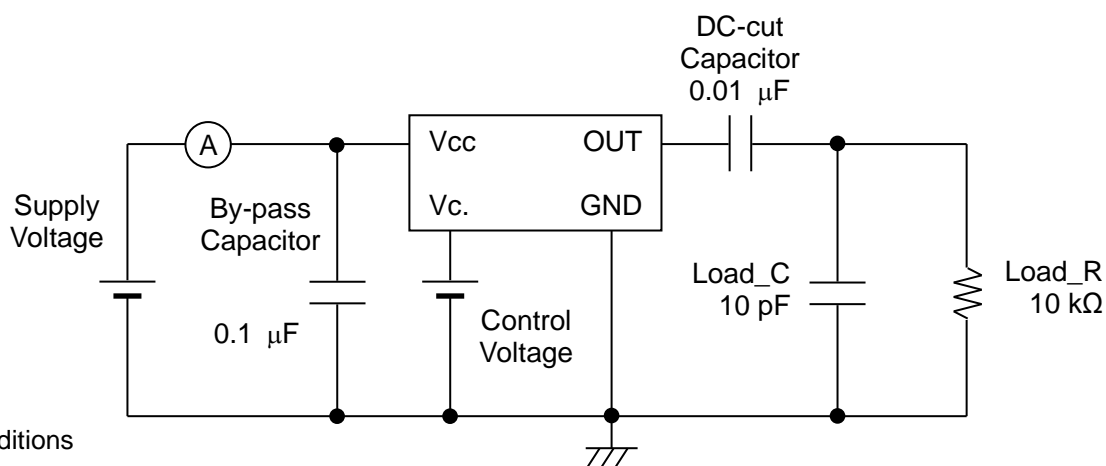 DC-cut
Capacitor
0.01 μF
A
Vcc
OUT
Vc.
GND
Supply
Voltage
By-pass
Capacitor
0.1 μF
Control
Voltage
Load_C
10 pF
Load_R
10 kΩ
ditions